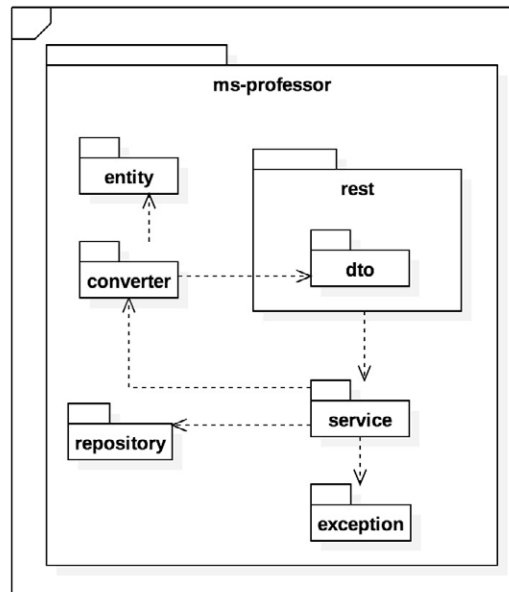 ms-professor
entity
rest
converter
dto
service
repository
exception